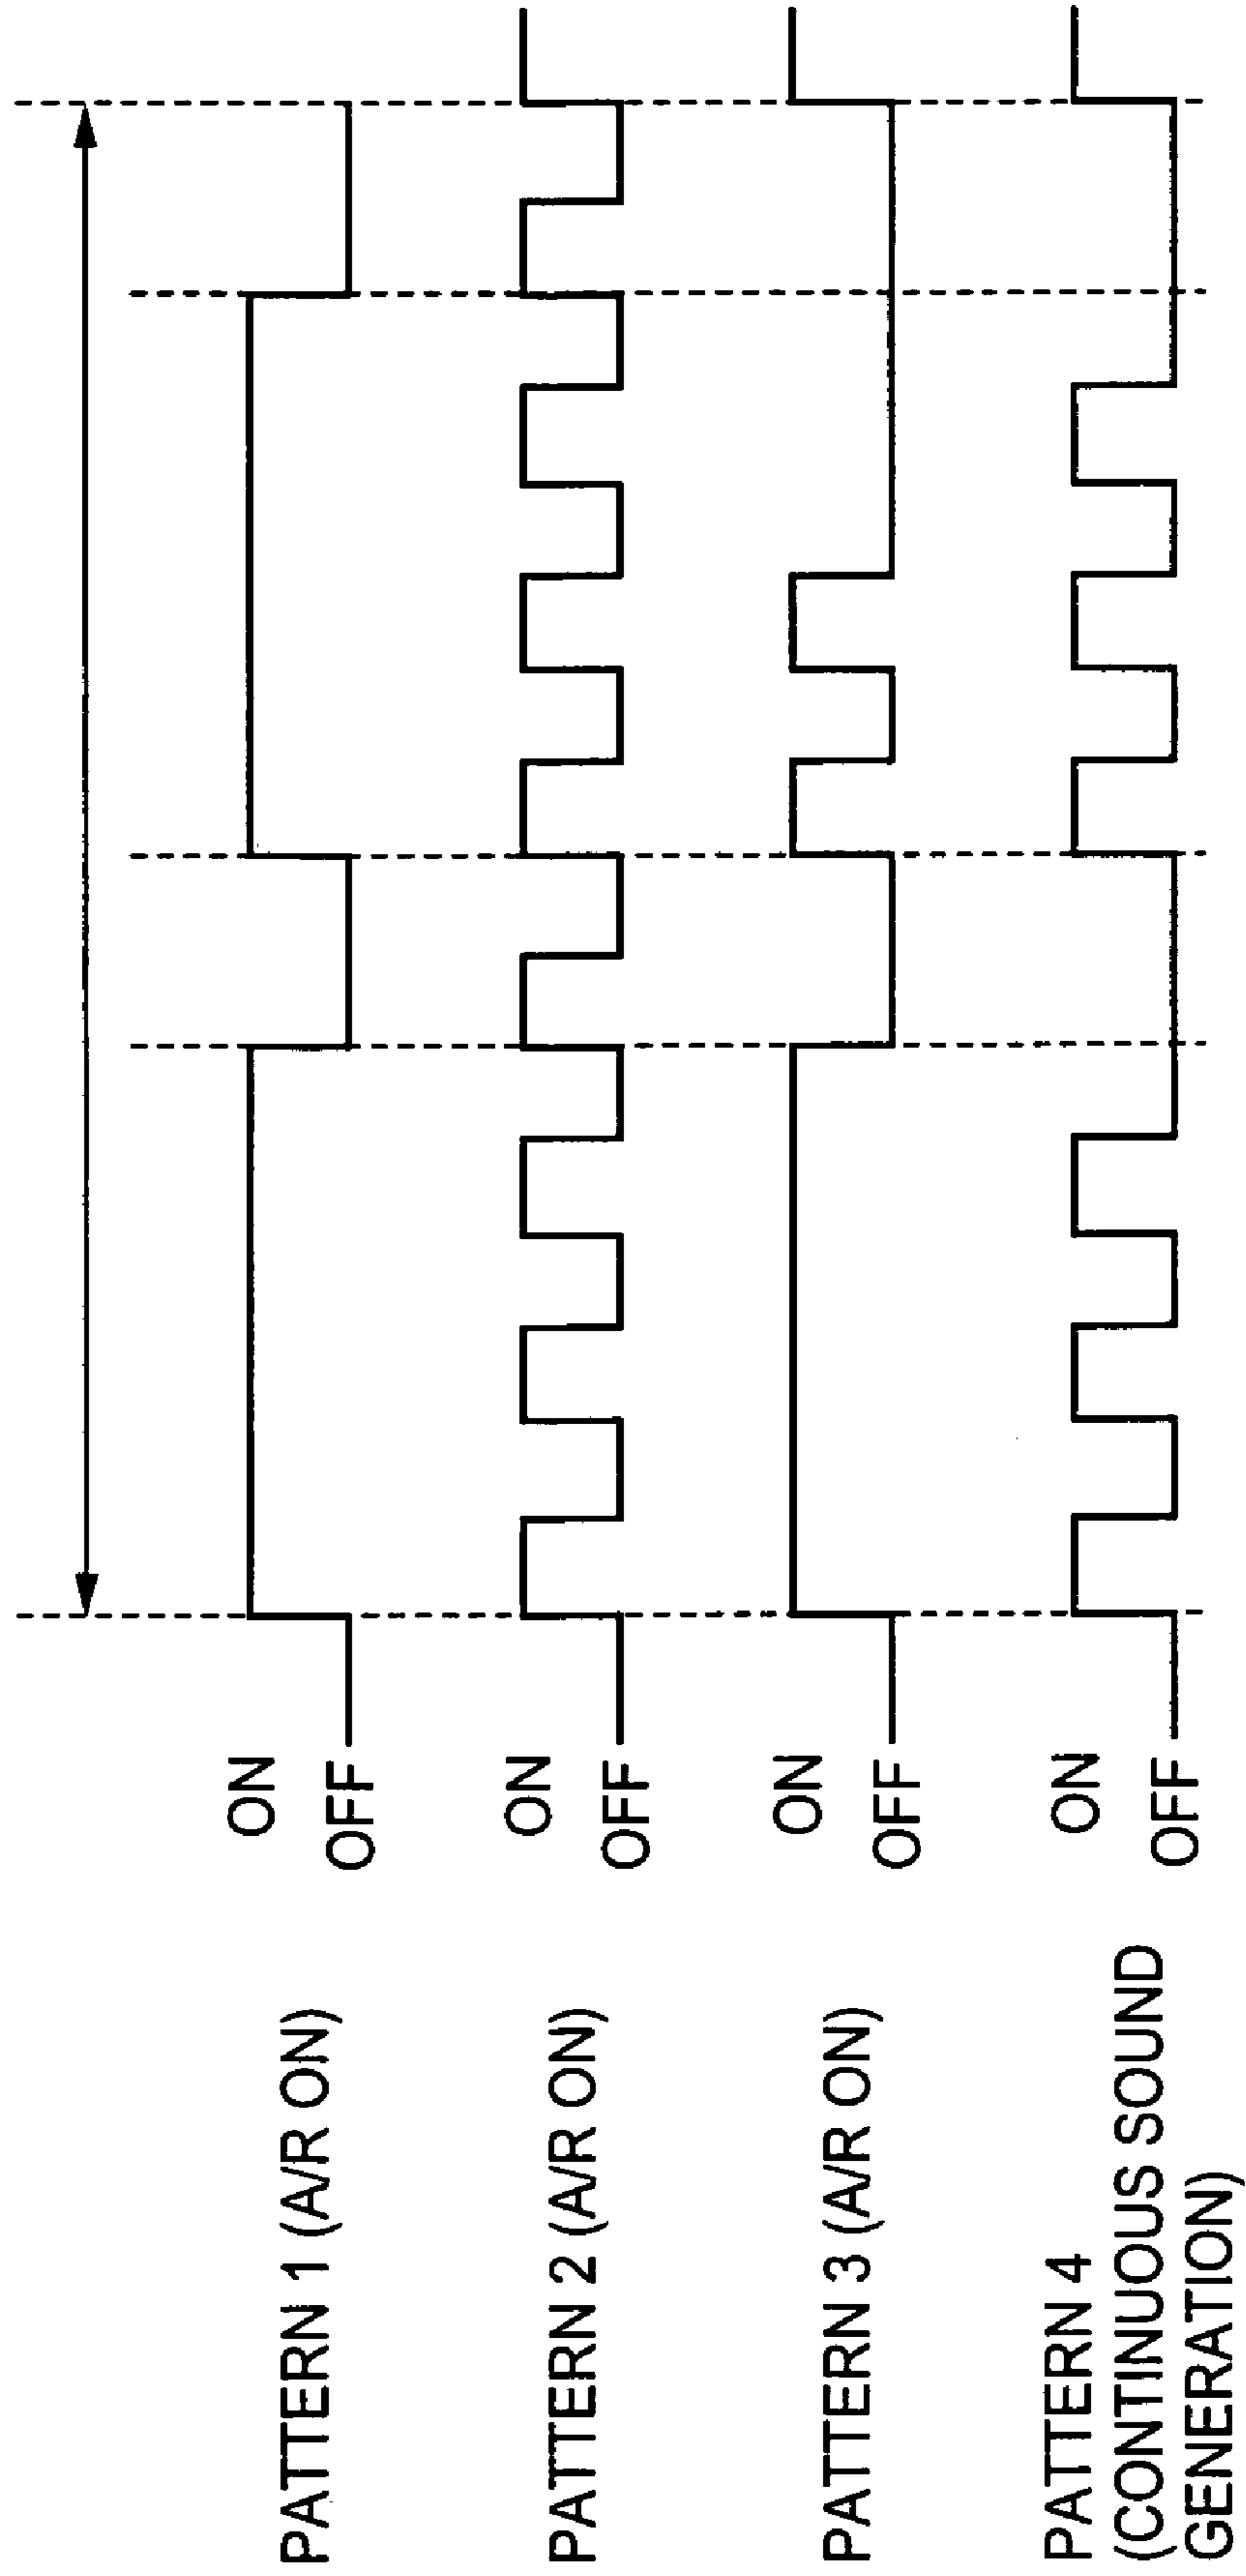 PATTERN 1 (A/R ON)
ON
OFF
PATTERN 2 (A/R ON)
ON
OFF
PATTERN 3 (A/R ON)
ON
OFF
PATTERN 4
(CONTINUOUS SOUND
GENERATION)
ON
OFF